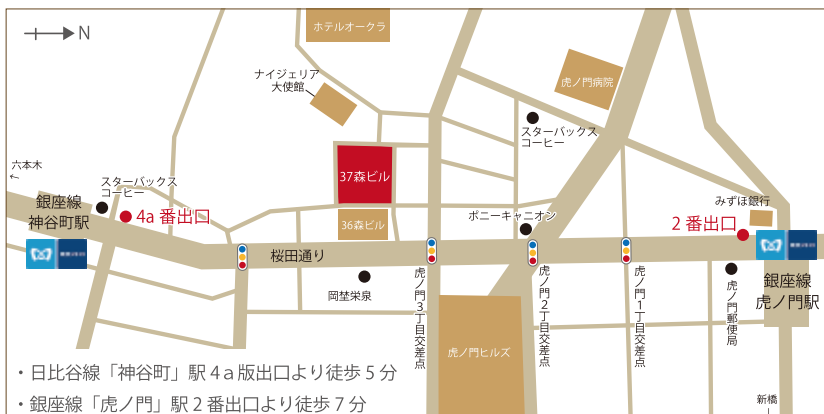 N
ホテルオークラ
ナイジェリア
大使館
虎ノ門病院
スターバックス
コーヒー
六本木
スターバックス
コーヒー
37森ビル
みずほ銀行
銀座線
神谷町駅
4a 番出口
36森ビル
ポニーキャニオン
2 番出口
桜田通り
岡埜栄泉
虎ノ門3丁目交差点
虎ノ門2丁目交差点
虎ノ門1丁目交差点
虎ノ門郵便局
銀座線
虎ノ門駅
虎ノ門ヒルズ
新橋
・日比谷線「神谷町」駅 4a版出口より徒歩 5 分
・銀座線「虎ノ門」駅 2 番出口より徒歩 7 分